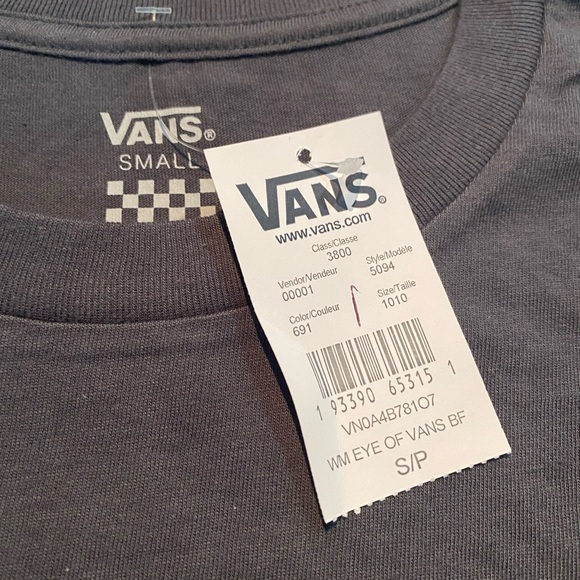 VANS®
SMALL
VANS®
www.vans.com
Class/Classe
3800
Vendor/Vendeur
00001
Style/Modèle
5094
Color/Couleur
691
Size/Taille
1010
1 93390 65315 1
VN0A4B781O7
WM EYE OF VANS BF
S/P